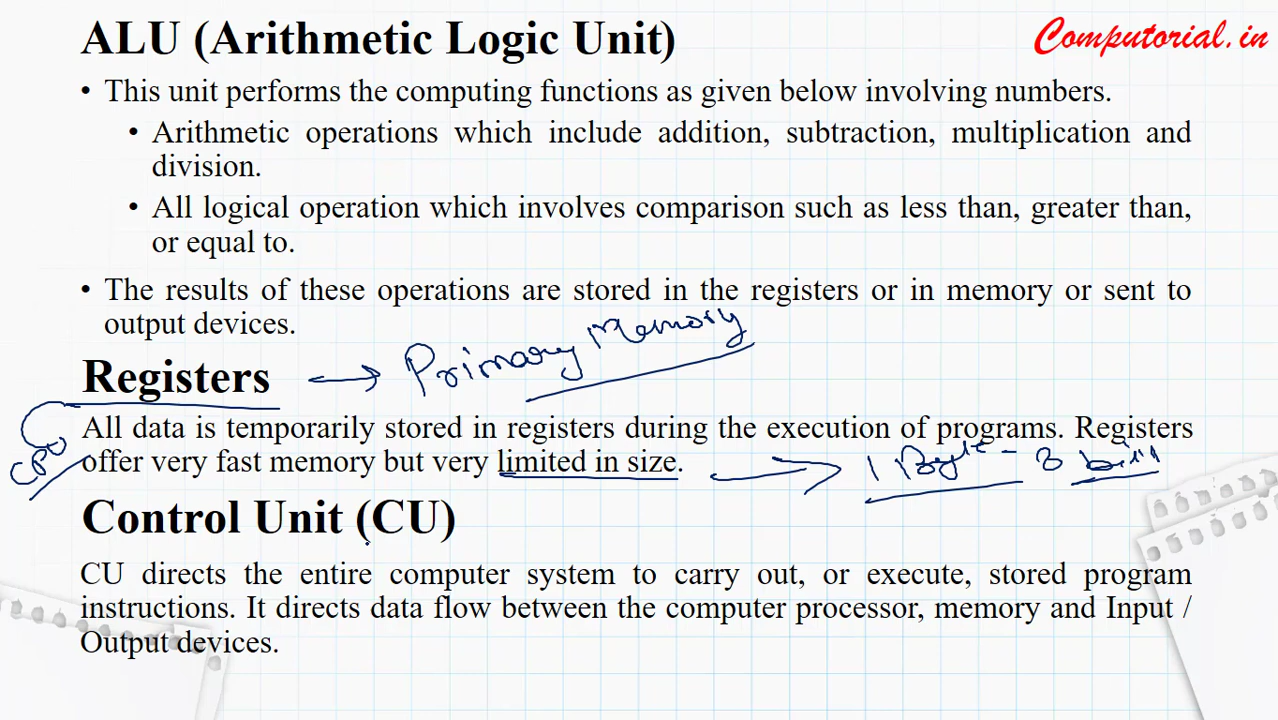 ALU (Arithmetic Logic Unit)
Computorial.in
• This unit performs the computing functions as given below involving numbers.
• Arithmetic operations which include addition, subtraction, multiplication and
division.
• All logical operation which involves comparison such as less than, greater than,
or equal to.
• The results of these operations are stored in the registers or in memory or sent to
output devices.
Registers → Primary Memory
All data is temporarily stored in registers during the execution of programs. Registers
CPU
offer very fast memory but very limited in size. → 1 Byte - 8 bits
Control Unit (CU)
CU directs the entire computer system to carry out, or execute, stored program
instructions. It directs data flow between the computer processor, memory and Input /
Output devices.